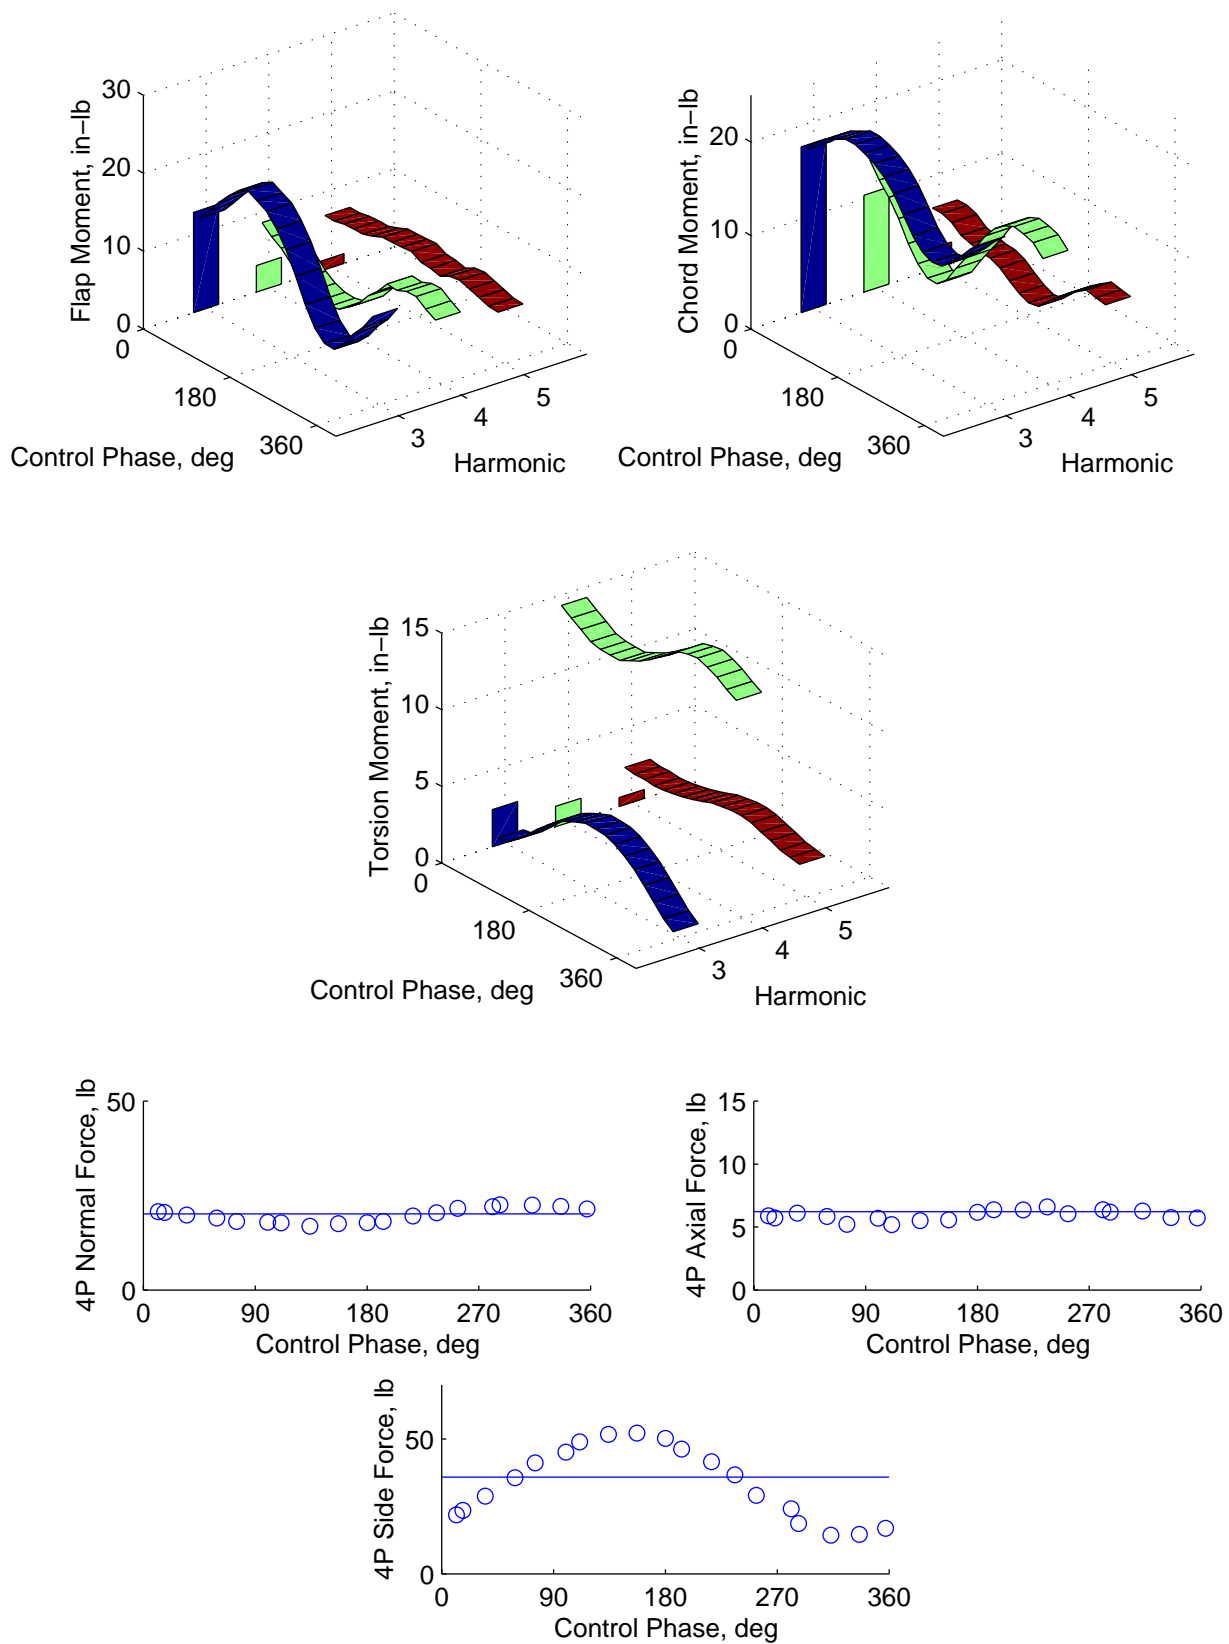 Flap Moment, in−lb
30
20
10
0
0
180
360
Control Phase, deg
3
4
5
Harmonic
Chord Moment, in−lb
20
10
0
0
180
360
Control Phase, deg
3
4
5
Harmonic
Torsion Moment, in−lb
15
10
5
0
0
180
360
Control Phase, deg
3
4
5
Harmonic
4P Normal Force, lb
50
0
0 90 180 270 360
Control Phase, deg
4P Axial Force, lb
15
10
5
0
0 90 180 270 360
Control Phase, deg
4P Side Force, lb
50
0
0 90 180 270 360
Control Phase, deg